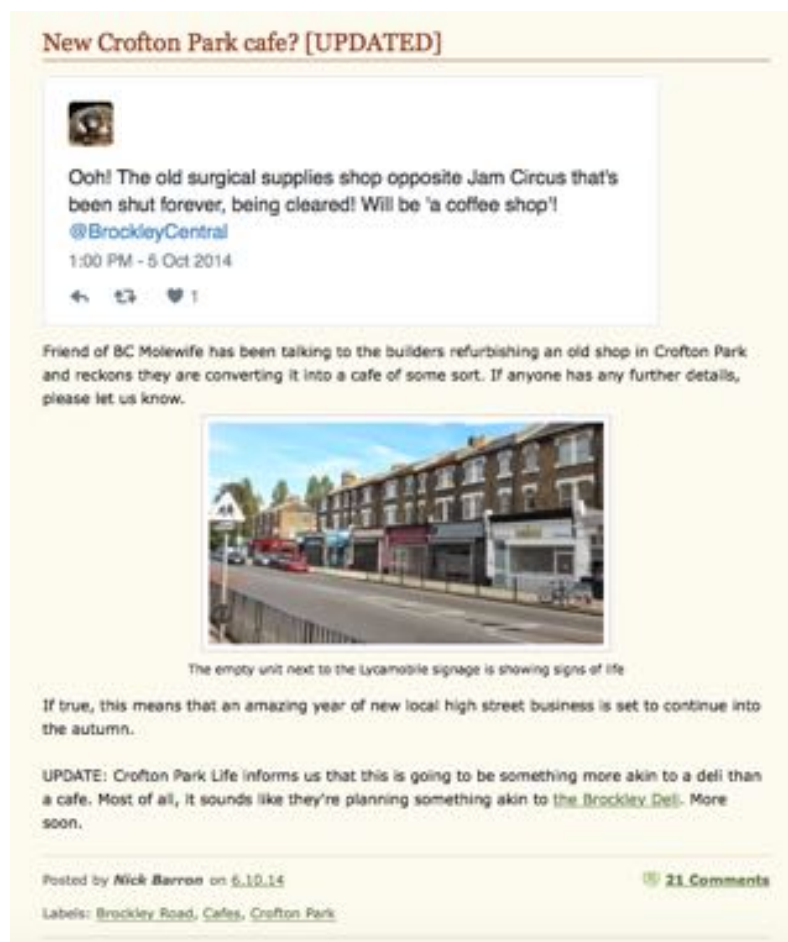 New Crofton Park cafe? [UPDATED]
Ooh! The old surgical supplies shop opposite Jam Circus that's
been shut forever, being cleared! Will be 'a coffee shop'!
@BrockleyCentral
1:00 PM - 5 Oct 2014
1
Friend of BC Molewife has been talking to the builders refurbishing an old shop in Crofton Park
and reckons they are converting it into a cafe of some sort. If anyone has any further details,
please let us know.
The empty unit next to the Lycamobile signage is showing signs of life
If true, this means that an amazing year of new local high street business is set to continue into
the autumn.
UPDATE: Crofton Park Life informs us that this is going to be something more akin to a deli than
a cafe. Most of all, it sounds like they're planning something akin to the Brockley Deli. More
soon.
Posted by Nick Barron on 6.10.14
21 Comments
Labels: Brockley Road, Cafes, Crofton Park